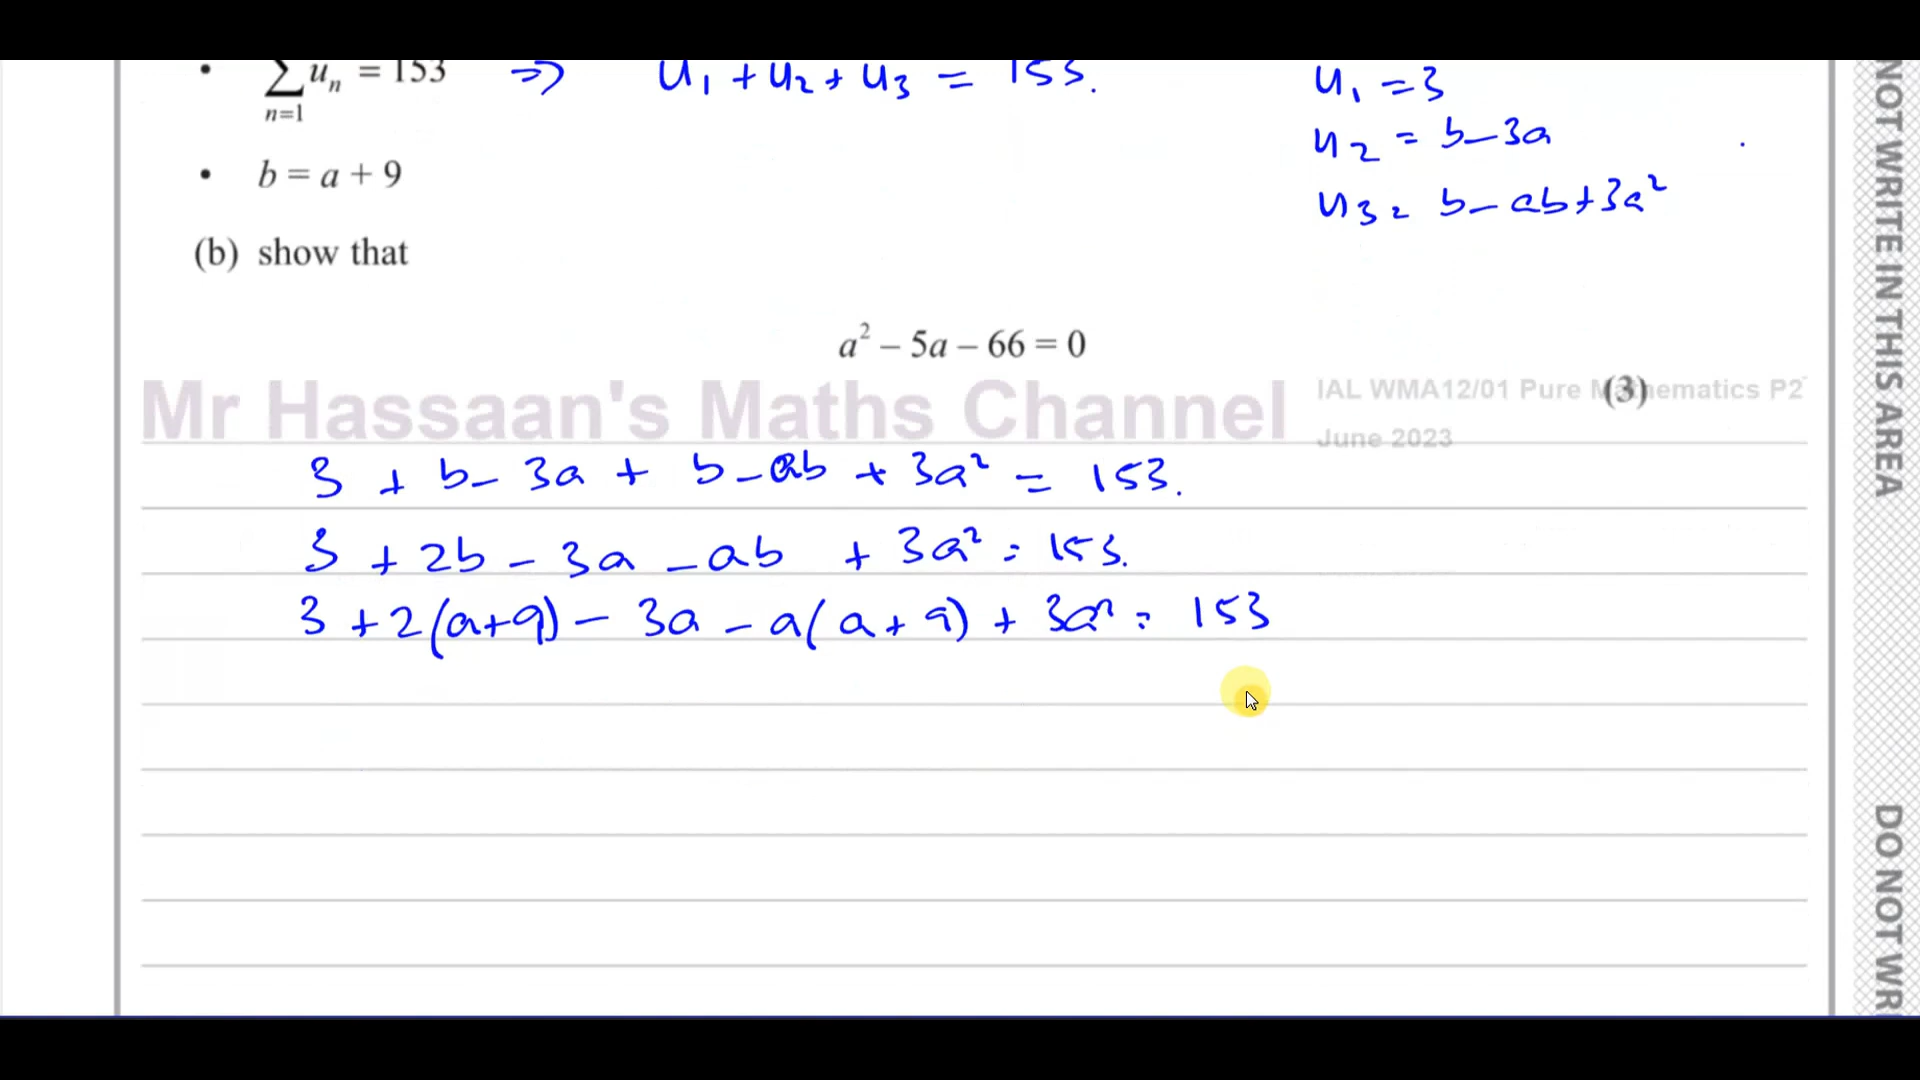 ∑ uₙ = 153 ⇒ u₁ + u₂ + u₃ = 153.
n=1
u₁ = 3
u₂ = b – 3a
u₃ = b – ab + 3a²
• b = a + 9
(b) show that
a² – 5a – 66 = 0
(3)
Mr Hassaan's Maths Channel
IAL WMA12/01 Pure Mathematics P2
June 2023
3 + b – 3a + b – ab + 3a² = 153.
3 + 2b – 3a – ab + 3a² = 153.
3 + 2(a+9) – 3a – a(a+9) + 3a² = 153
NOT WRITE IN THIS AREA
DO NOT WRI